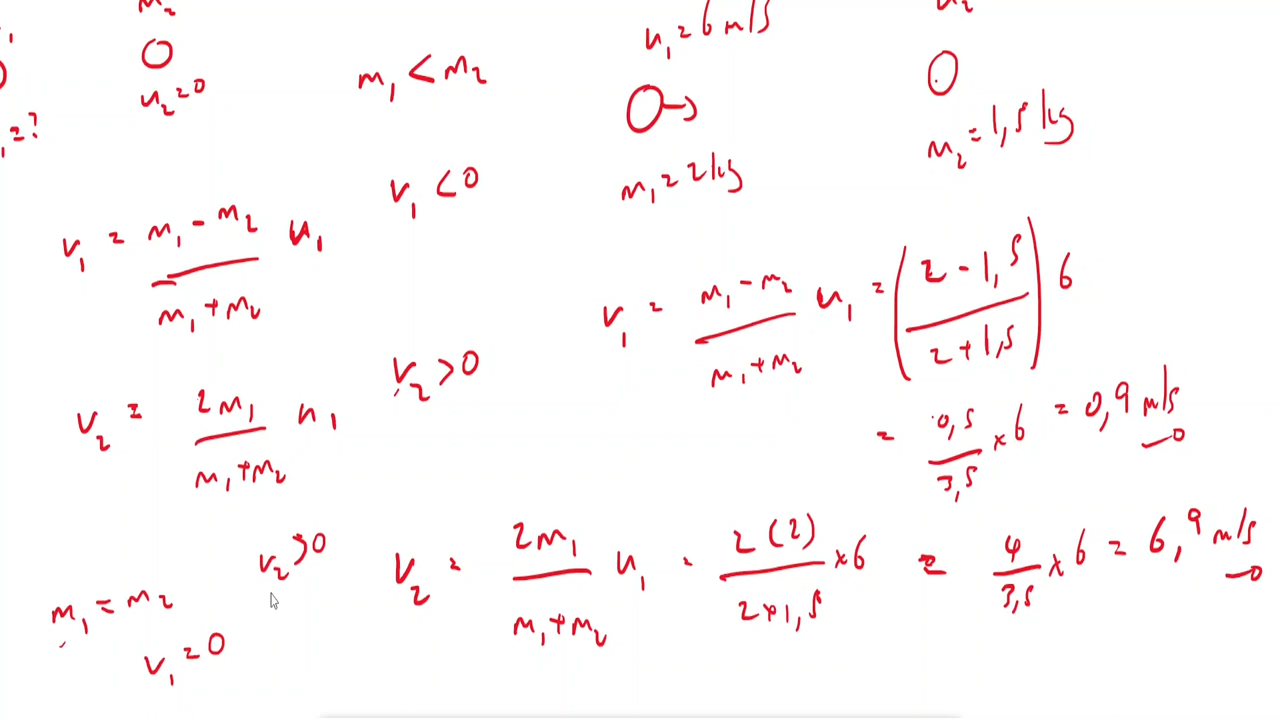 m₂
u₂ = 0
, 2?
m₁ < m₂
v₁ < 0
v₁ = (m₁ - m₂)/(m₁ + m₂) u₁
v₂ > 0
v₂ = 2m₁/(m₁+m₂) u₁
v₂ > 0
m₁ = m₂
v₁ = 0
u₁ = 6 m/s
m₁ = 2 kg
u₂
m₂ = 1,5 kg
v₁ = (m₁ - m₂)/(m₁+m₂) u₁ = ((2 - 1,5)/(2 + 1,5)) 6
= 0,5/3,5 × 6 = 0,9 m/s
v₂ = 2m₁/(m₁+m₂) u₁ = 2(2)/(2+1,5) ×6 = 4/3,5 × 6 = 6,9 m/s